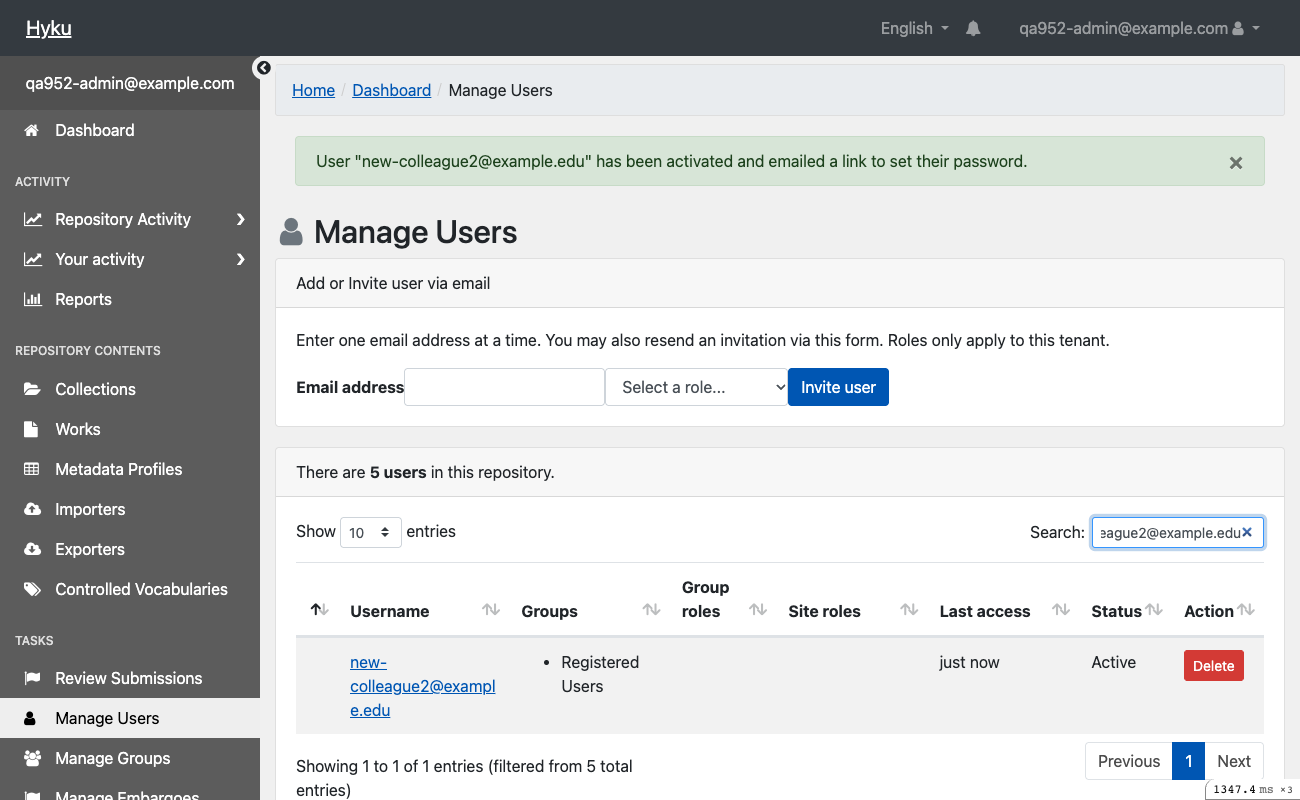 Hyku
English
qa952-admin@example.com
qa952-admin@example.com
Dashboard
ACTIVITY
Repository Activity
Your activity
Reports
REPOSITORY CONTENTS
Collections
Works
Metadata Profiles
Importers
Exporters
Controlled Vocabularies
TASKS
Review Submissions
Manage Users
Manage Groups
Manage Embargoes
Home / Dashboard / Manage Users
User "new-colleague2@example.edu" has been activated and emailed a link to set their password.
×
Manage Users
Add or Invite user via email
Enter one email address at a time. You may also resend an invitation via this form. Roles only apply to this tenant.
Email address
Select a role...
Invite user
There are 5 users in this repository.
Show 10 entries
Search: eague2@example.edu×
Username Groups Group roles Site roles Last access Status Action
new-colleague2@example.edu
• Registered Users
just now
Active
Delete
Showing 1 to 1 of 1 entries (filtered from 5 total entries)
Previous 1 Next
1347.4 ms ×3